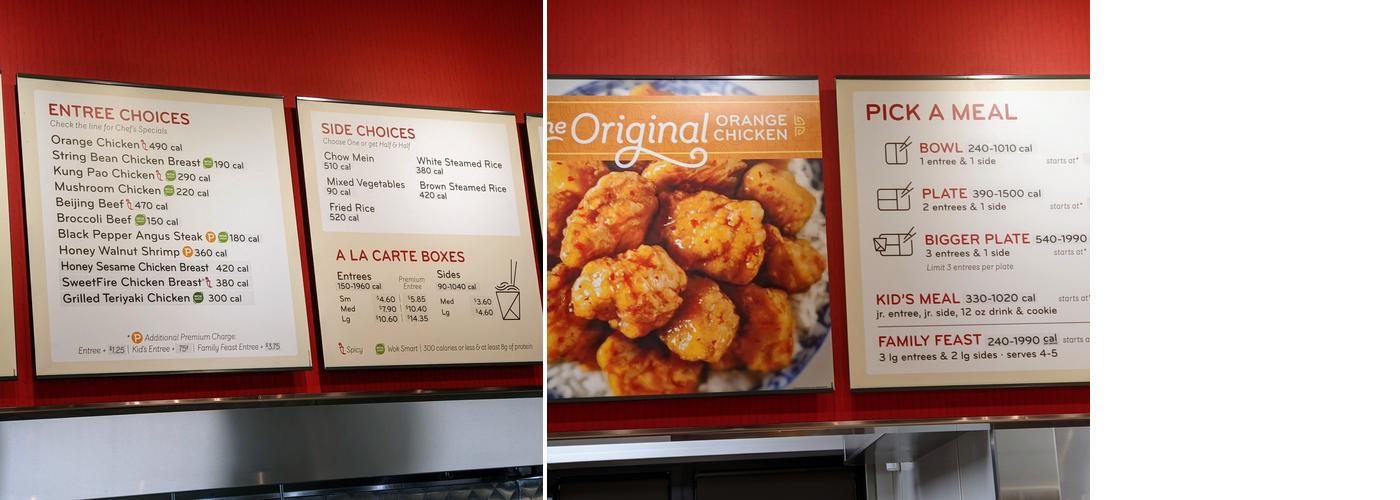 ENTREE CHOICES
Check the line for Chef's Specials
Orange Chicken 490 cal
String Bean Chicken Breast 190 cal
Kung Pao Chicken 290 cal
Mushroom Chicken 220 cal
Beijing Beef 470 cal
Broccoli Beef 150 cal
Black Pepper Angus Steak P 180 cal
Honey Walnut Shrimp P 360 cal
Honey Sesame Chicken Breast 420 cal
SweetFire Chicken Breast 380 cal
Grilled Teriyaki Chicken 300 cal
* P Additional Premium Charge:
Entree + $1.25 | Kid's Entree + 75¢ | Family Feast Entree + $3.75
SIDE CHOICES
Choose One or get Half & Half
Chow Mein
510 cal
White Steamed Rice
380 cal
Mixed Vegetables
90 cal
Brown Steamed Rice
420 cal
Fried Rice
520 cal
A LA CARTE BOXES
Entrees
150-1960 cal
Premium
Entree
Sides
90-1040 cal
Sm $4.60 $5.85
Med $7.90 $10.40
Lg $10.60 $14.35
Med $3.60
Lg $4.60
Spicy
Wok Smart | 300 calories or less & at least 8g of protein
he Original ORANGE
CHICKEN
PICK A MEAL
BOWL 240-1010 cal
1 entree & 1 side starts at*
PLATE 390-1500 cal
2 entrees & 1 side starts at*
BIGGER PLATE 540-1990
3 entrees & 1 side
Limit 3 entrees per plate
KID'S MEAL 330-1020 cal starts at*
jr. entree, jr. side, 12 oz drink & cookie
FAMILY FEAST 240-1990 cal starts a
3 lg entrees & 2 lg sides · serves 4-5